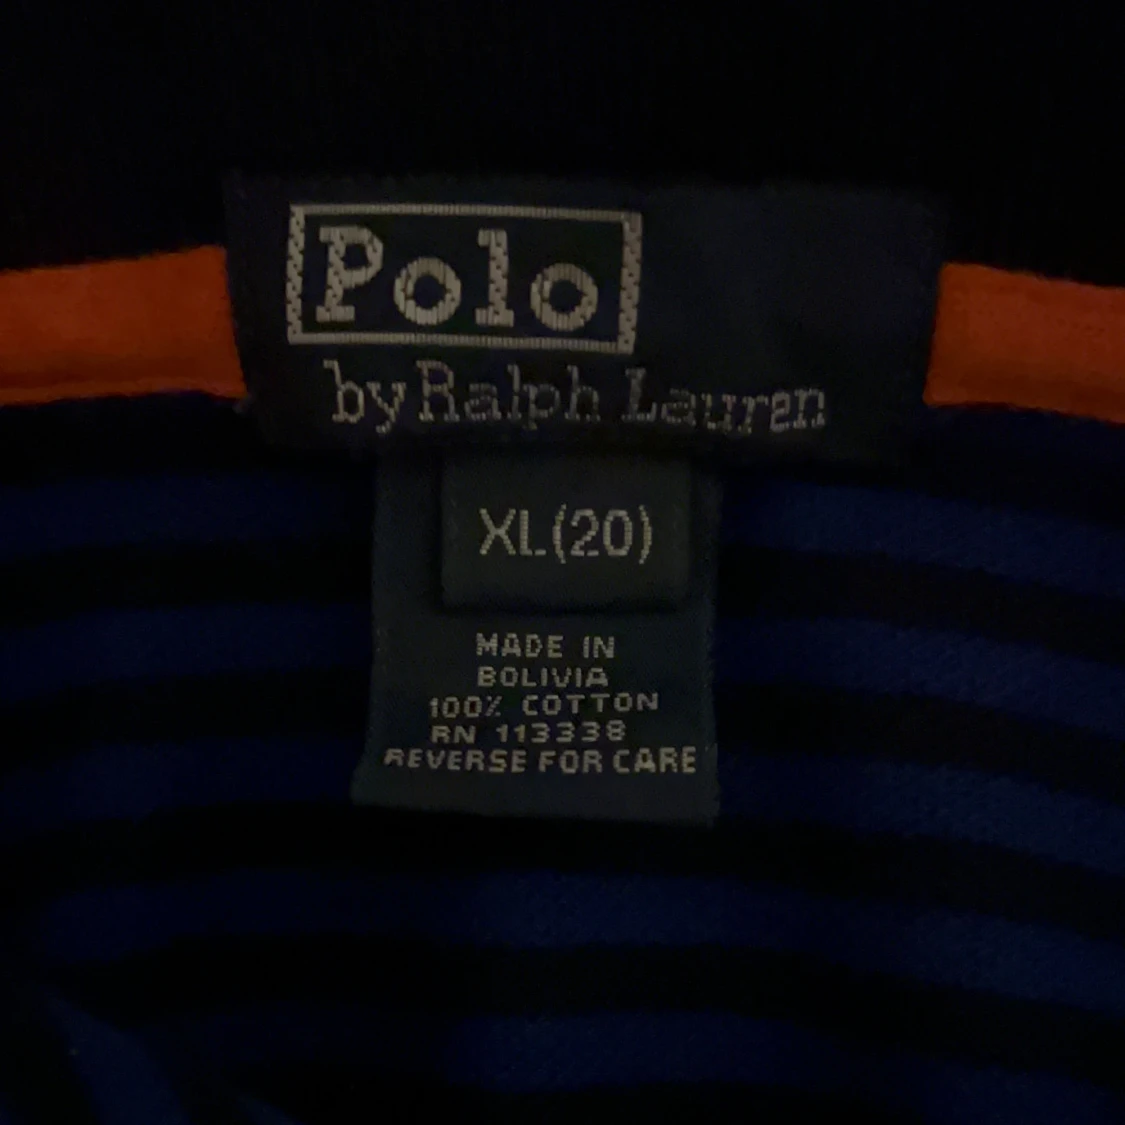 Polo
by Ralph Lauren
XL(20)
MADE IN
BOLIVIA
100% COTTON
RN 113338
REVERSE FOR CARE